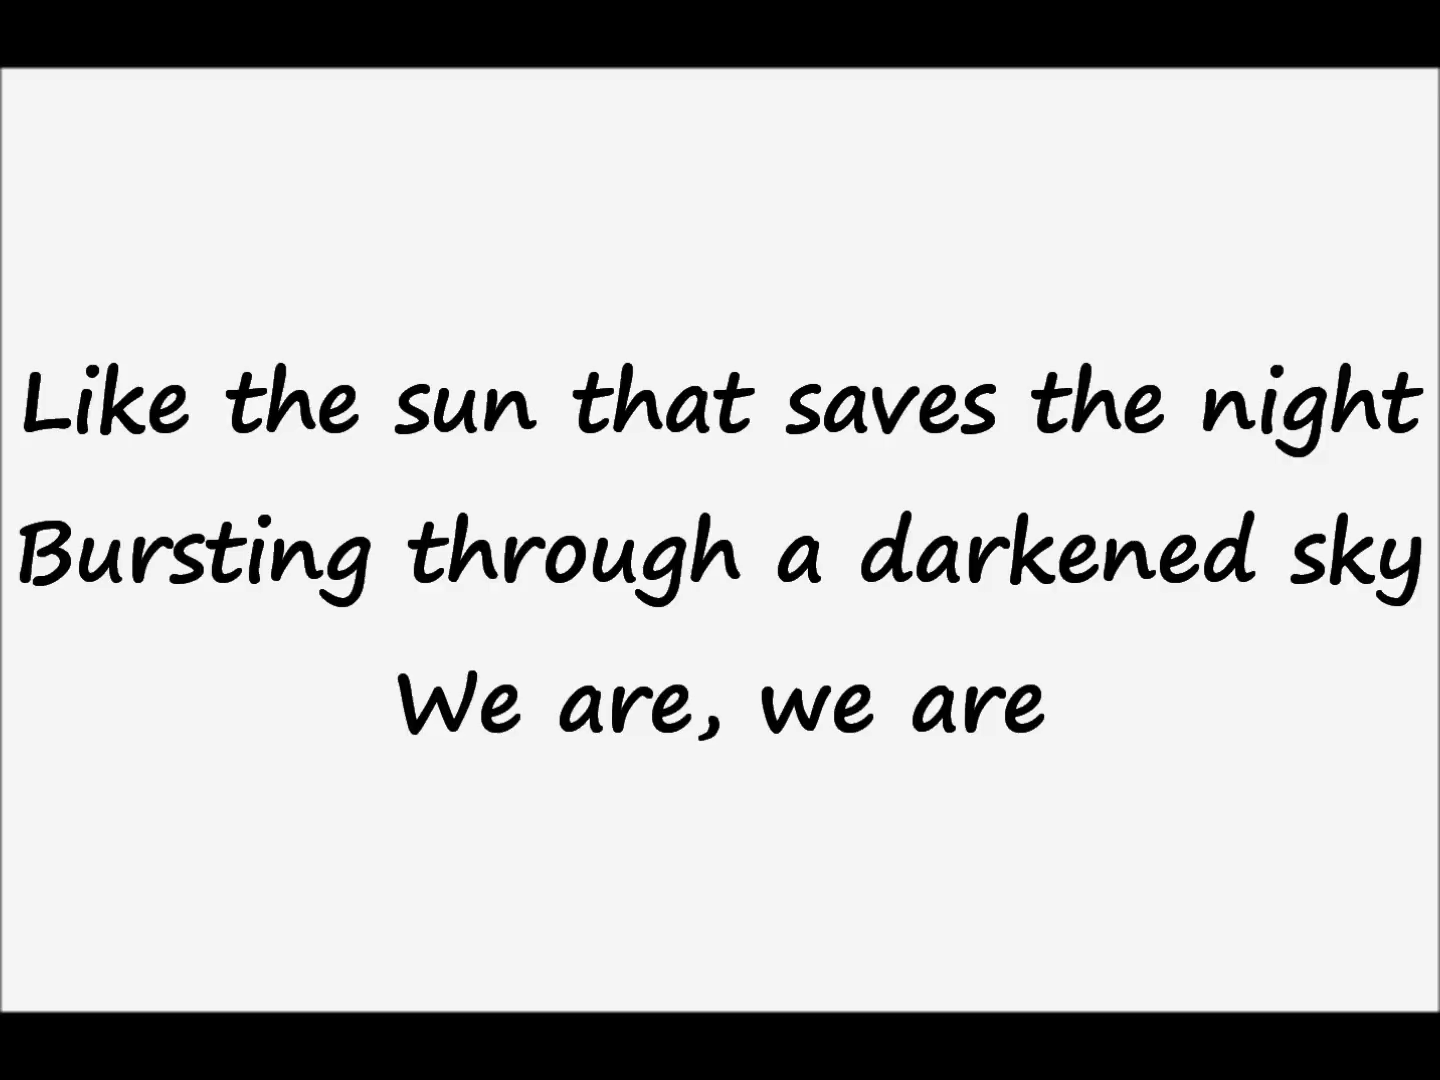 Like the sun that saves the night
Bursting through a darkened sky
We are, we are